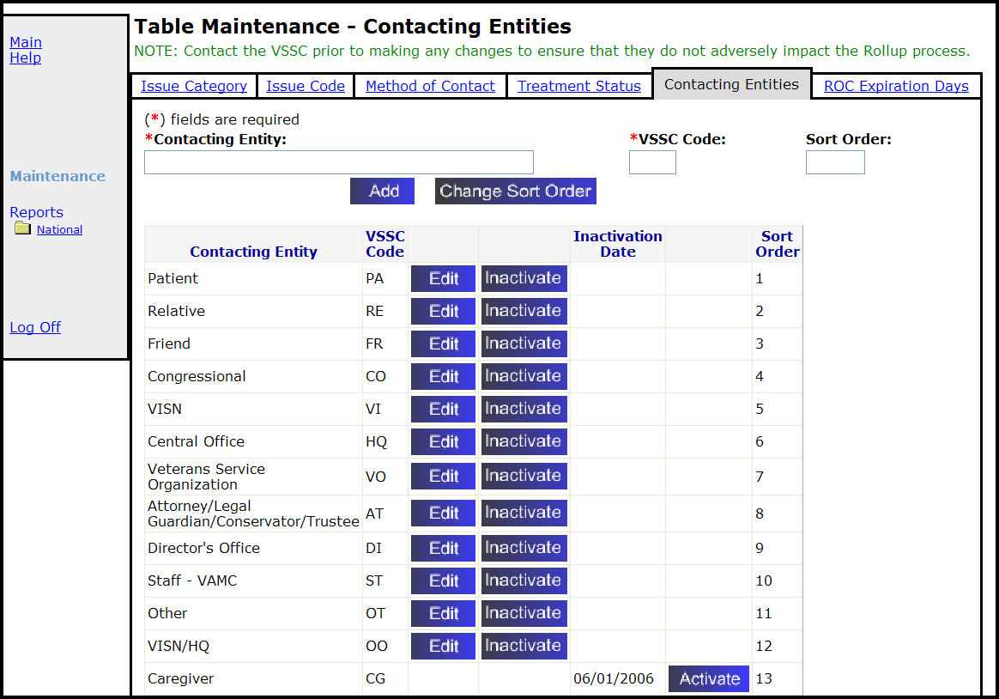 Main
Help
Maintenance
Reports
National
Log Off
Table Maintenance - Contacting Entities
NOTE: Contact the VSSC prior to making any changes to ensure that they do not adversely impact the Rollup process.
Issue Category Issue Code Method of Contact Treatment Status Contacting Entities ROC Expiration Days
(*) fields are required
*Contacting Entity: *VSSC Code: Sort Order:
Add Change Sort Order
Contacting Entity VSSC Code Inactivation Date Sort Order
Patient PA Edit Inactivate 1
Relative RE Edit Inactivate 2
Friend FR Edit Inactivate 3
Congressional CO Edit Inactivate 4
VISN VI Edit Inactivate 5
Central Office HQ Edit Inactivate 6
Veterans Service
Organization VO Edit Inactivate 7
Attorney/Legal
Guardian/Conservator/Trustee AT Edit Inactivate 8
Director's Office DI Edit Inactivate 9
Staff - VAMC ST Edit Inactivate 10
Other OT Edit Inactivate 11
VISN/HQ OO Edit Inactivate 12
Caregiver CG 06/01/2006 Activate 13